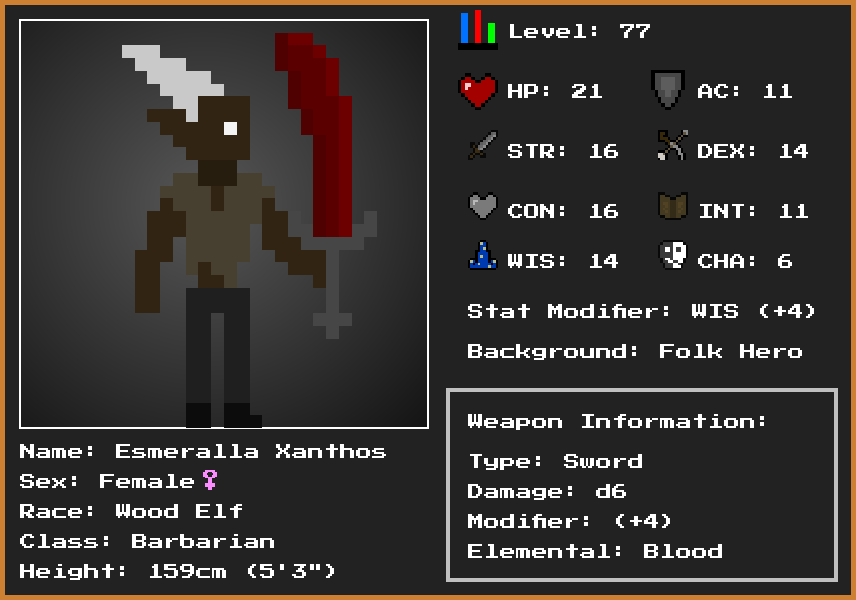 Level: 77
HP: 21
AC: 11
STR: 16
DEX: 14
CON: 16
INT: 11
WIS: 14
CHA: 6
Stat Modifier: WIS (+4)
Background: Folk Hero
Weapon Information:
Type: Sword
Damage: d6
Modifier: (+4)
Elemental: Blood
Name: Esmeralla Xanthos
Sex: Female♀
Race: Wood Elf
Class: Barbarian
Height: 159cm (5'3")